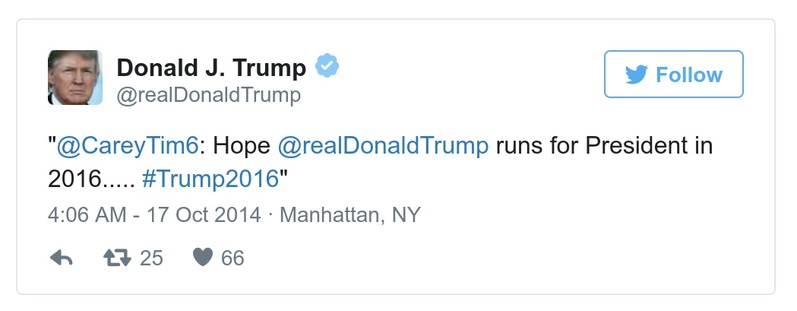 Donald J. Trump
@realDonaldTrump
Follow
"@CareyTim6: Hope @realDonaldTrump runs for President in
2016..... #Trump2016"
4:06 AM - 17 Oct 2014 · Manhattan, NY
25 66